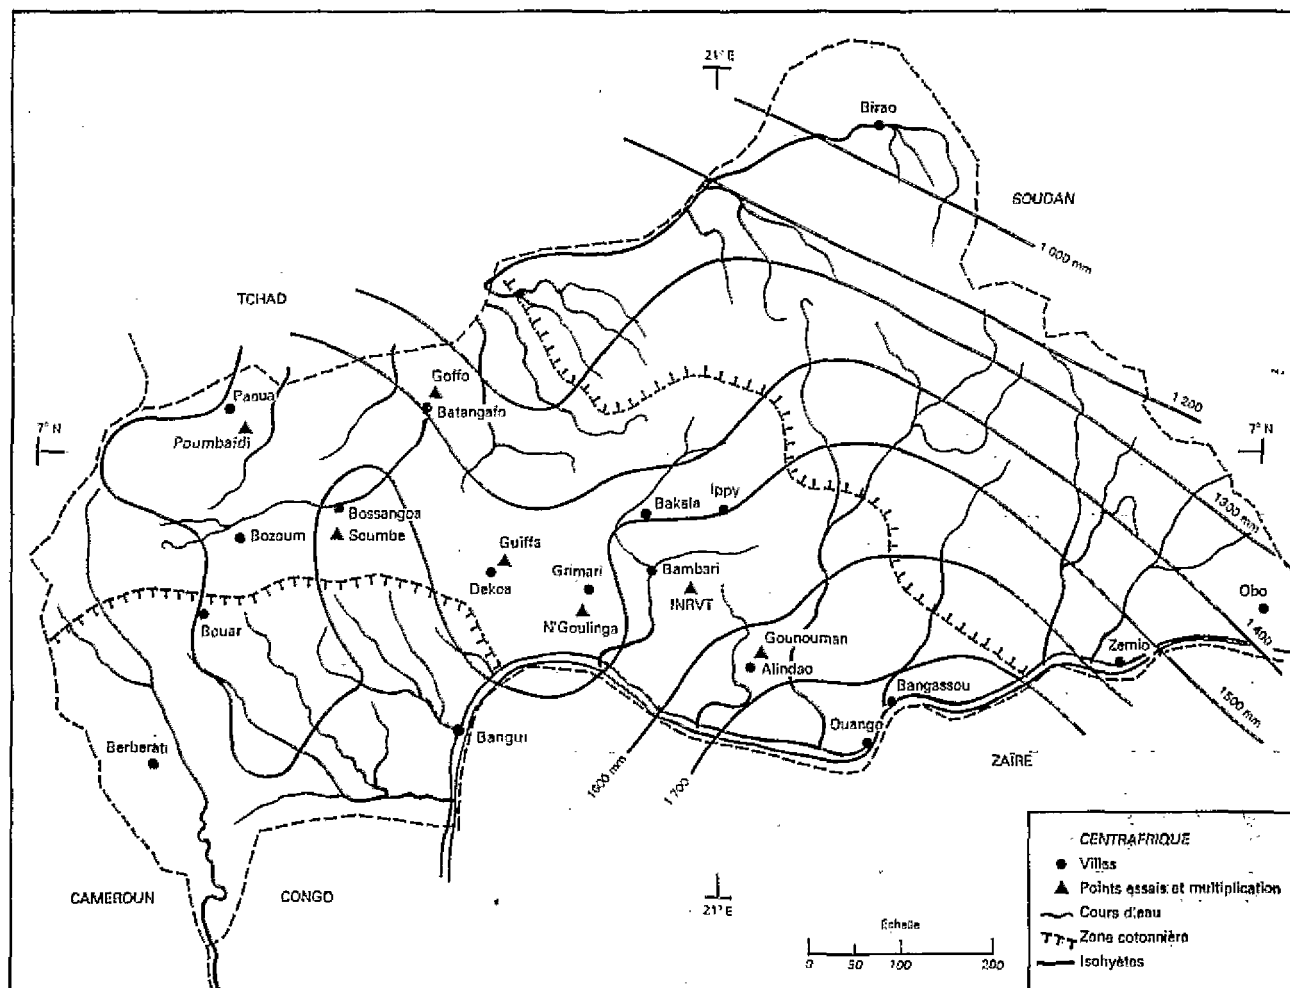 21° E
Birao
SOUDAN
1 000 mm
TCHAD
Goffo
Paoua
Batangafo
1 200
7° N
Poumbaïdi
7° N
Ippy
Bakala
Bossangoa
1300 mm
Soumbe
Bozoum
Guiffa
Grimari
Bambari
Dekoa
INRVT
Obo
N'Goulinga
Bouar
1 400
Gounouman
Zemio
Alindao
Bangassou
1500 mm
Bangui
Ouango
Berberati
ZAÏRE
1600 mm
1 700
CENTRAFRIQUE
Villes
CAMEROUN
CONGO
Points essais et multiplication
21° E
Echelle
Cours d'eau
Zone cotonnière
0 50 100 200
Isohyètes